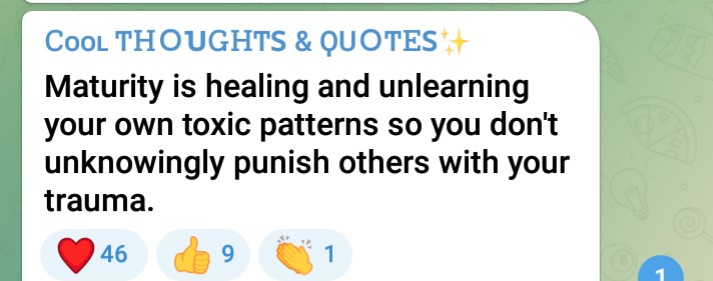 Cool THOUGHTS & QUOTES✨
Maturity is healing and unlearning
your own toxic patterns so you don't
unknowingly punish others with your
trauma.
❤️ 46 👍 9 👏 1
1